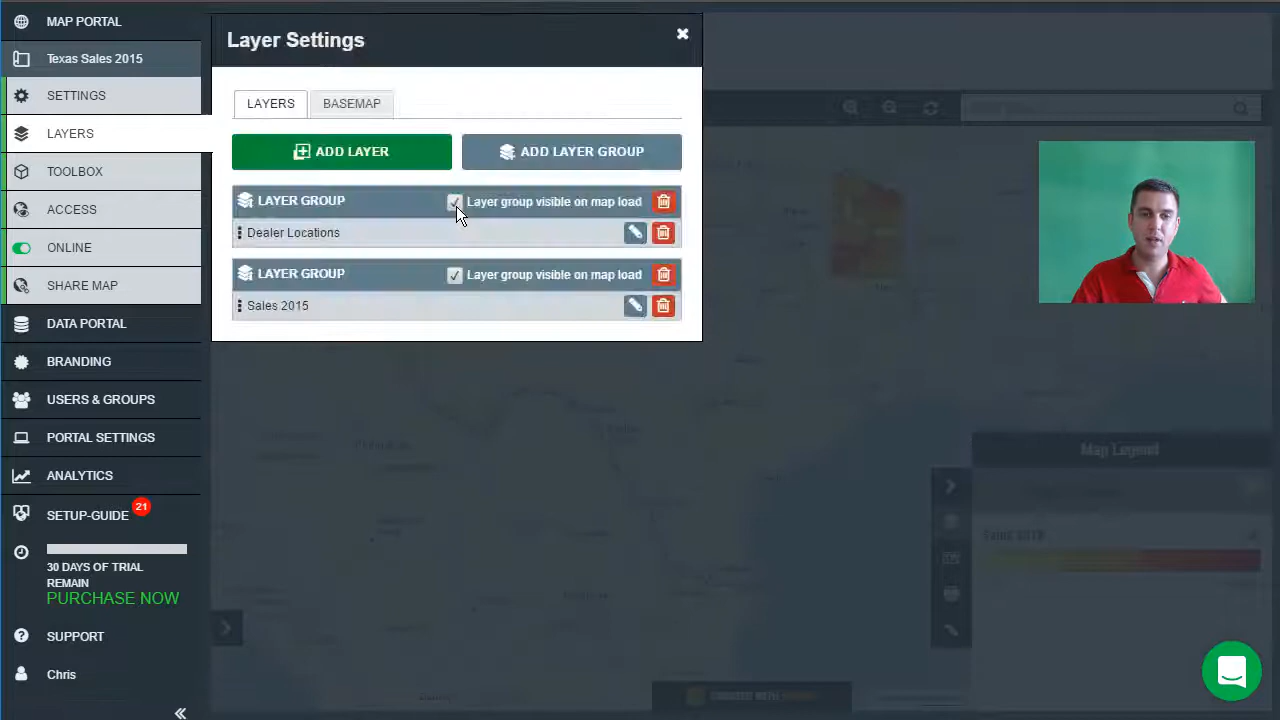 MAP PORTAL
Texas Sales 2015
SETTINGS
LAYERS
TOOLBOX
ACCESS
ONLINE
SHARE MAP
DATA PORTAL
BRANDING
USERS & GROUPS
PORTAL SETTINGS
ANALYTICS
SETUP-GUIDE 21
30 DAYS OF TRIAL
REMAIN
PURCHASE NOW
SUPPORT
Chris
Layer Settings
LAYERS BASEMAP
ADD LAYER ADD LAYER GROUP
LAYER GROUP Layer group visible on map load
Dealer Locations
LAYER GROUP Layer group visible on map load
Sales 2015
Map Legend